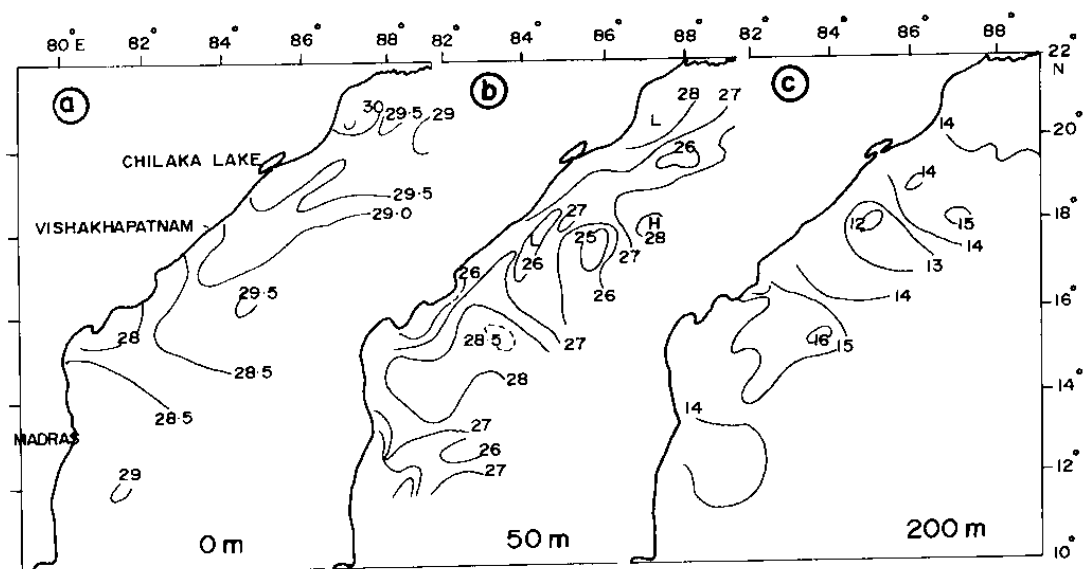 80°E 82° 84° 86° 88°
82° 84° 86° 88°
82° 84° 86° 88°
22° N
20°
18°
16°
14°
12°
10°
a
30 29·5 29
CHILAKA LAKE
29·5
29·0
VISHAKHAPATNAM
29·5
28
28·5
28·5
MADRAS
29
0 m
b
28 27
L
26
27
L
25
H
28
26
26
27
26
28·5
27
28
27
26
27
50 m
c
14
14
12
15
14
13
14
16
15
14
200 m